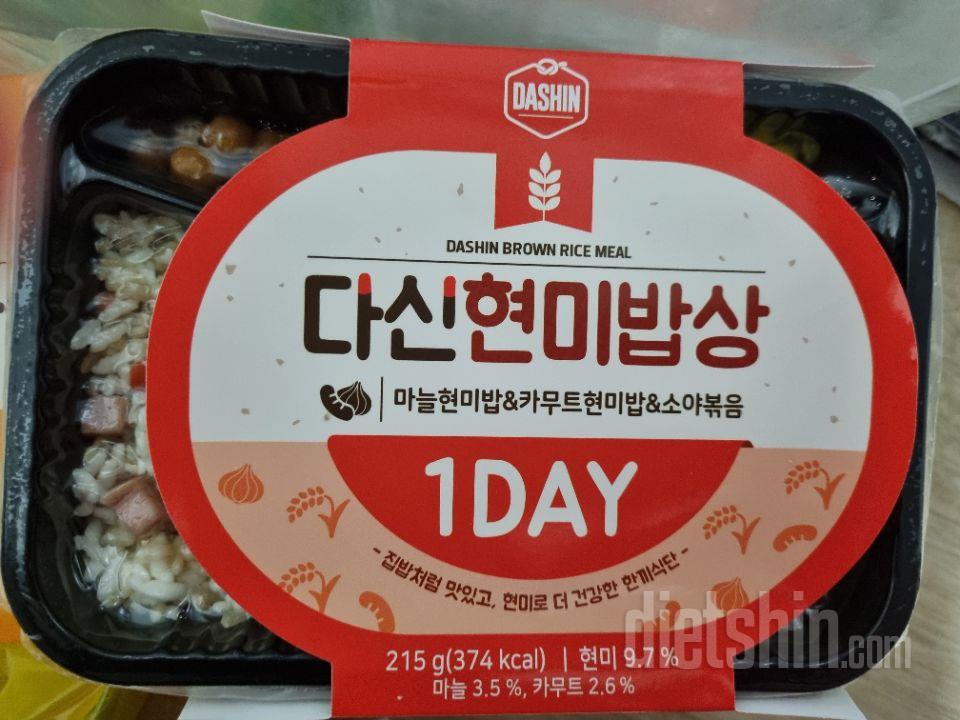 DASHIN
DASHIN BROWN RICE MEAL
다신현미밥상
마늘현미밥&카무트현미밥&소야볶음
1DAY
- 집밥처럼 맛있고, 현미로 더 건강한 한끼식단 -
215 g(374 kcal) | 현미 9.7 %
마늘 3.5 %, 카무트 2.6 %
dietshin.com